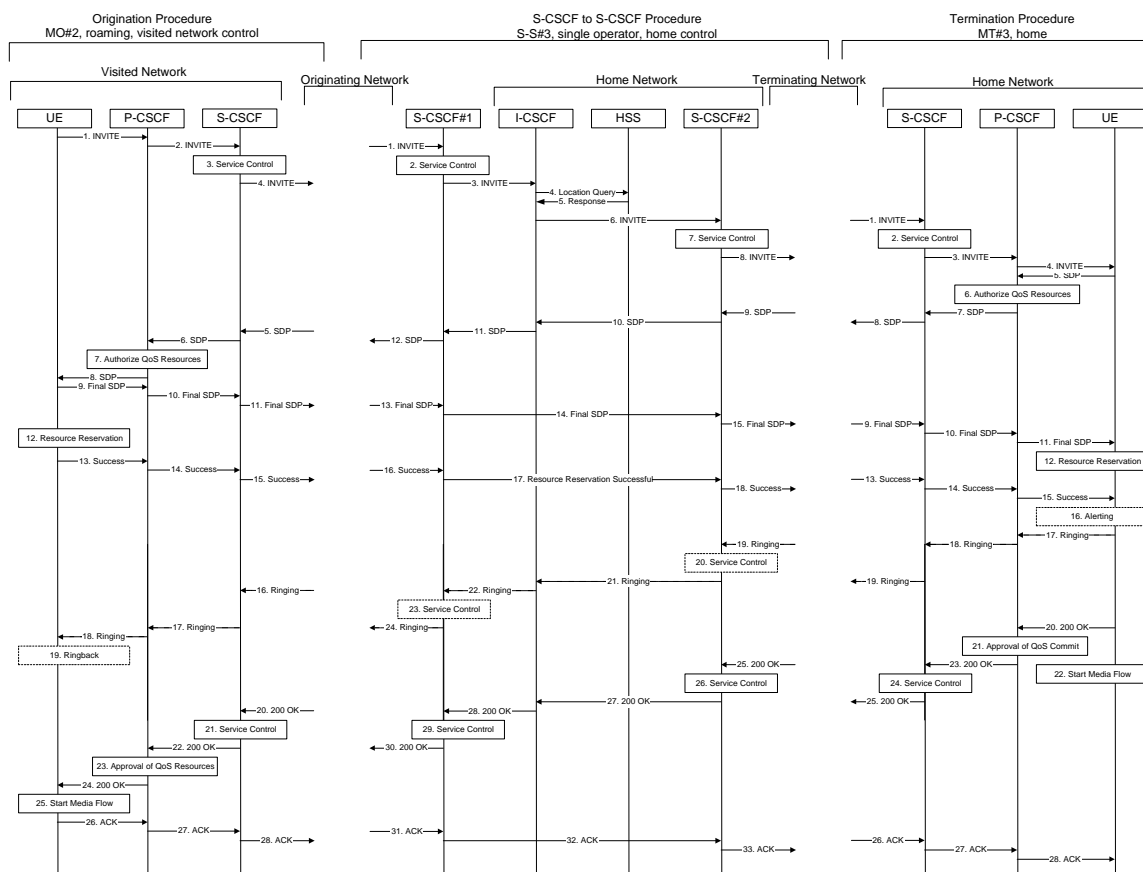 Origination Procedure
MO#2, roaming, visited network control
S-CSCF to S-CSCF Procedure
S-S#3, single operator, home control
Termination Procedure
MT#3, home
Visited Network
Originating Network
Home Network
Terminating Network
Home Network
UE
P-CSCF
S-CSCF
S-CSCF#1
I-CSCF
HSS
S-CSCF#2
S-CSCF
P-CSCF
UE
1. INVITE
2. INVITE
3. Service Control
4. INVITE
5. SDP
6. SDP
7. Authorize QoS Resources
8. SDP
9. Final SDP
10. Final SDP
11. Final SDP
12. Resource Reservation
13. Success
14. Success
15. Success
16. Ringing
17. Ringing
18. Ringing
19. Ringback
20. 200 OK
21. Service Control
22. 200 OK
23. Approval of QoS Resources
24. 200 OK
25. Start Media Flow
26. ACK
27. ACK
28. ACK
1. INVITE
2. Service Control
3. INVITE
4. Location Query
5. Response
6. INVITE
7. Service Control
8. INVITE
9. SDP
10. SDP
11. SDP
12. SDP
13. Final SDP
14. Final SDP
15. Final SDP
16. Success
17. Resource Reservation Successful
18. Success
19. Ringing
20. Service Control
21. Ringing
22. Ringing
23. Service Control
24. Ringing
25. 200 OK
26. Service Control
27. 200 OK
28. 200 OK
29. Service Control
30. 200 OK
31. ACK
32. ACK
33. ACK
1. INVITE
2. Service Control
3. INVITE
4. INVITE
5. SDP
6. Authorize QoS Resources
7. SDP
8. SDP
9. Final SDP
10. Final SDP
11. Final SDP
12. Resource Reservation
13. Success
14. Success
15. Success
16. Alerting
17. Ringing
18. Ringing
19. Ringing
20. 200 OK
21. Approval of QoS Commit
22. Start Media Flow
23. 200 OK
24. Service Control
25. 200 OK
26. ACK
27. ACK
28. ACK